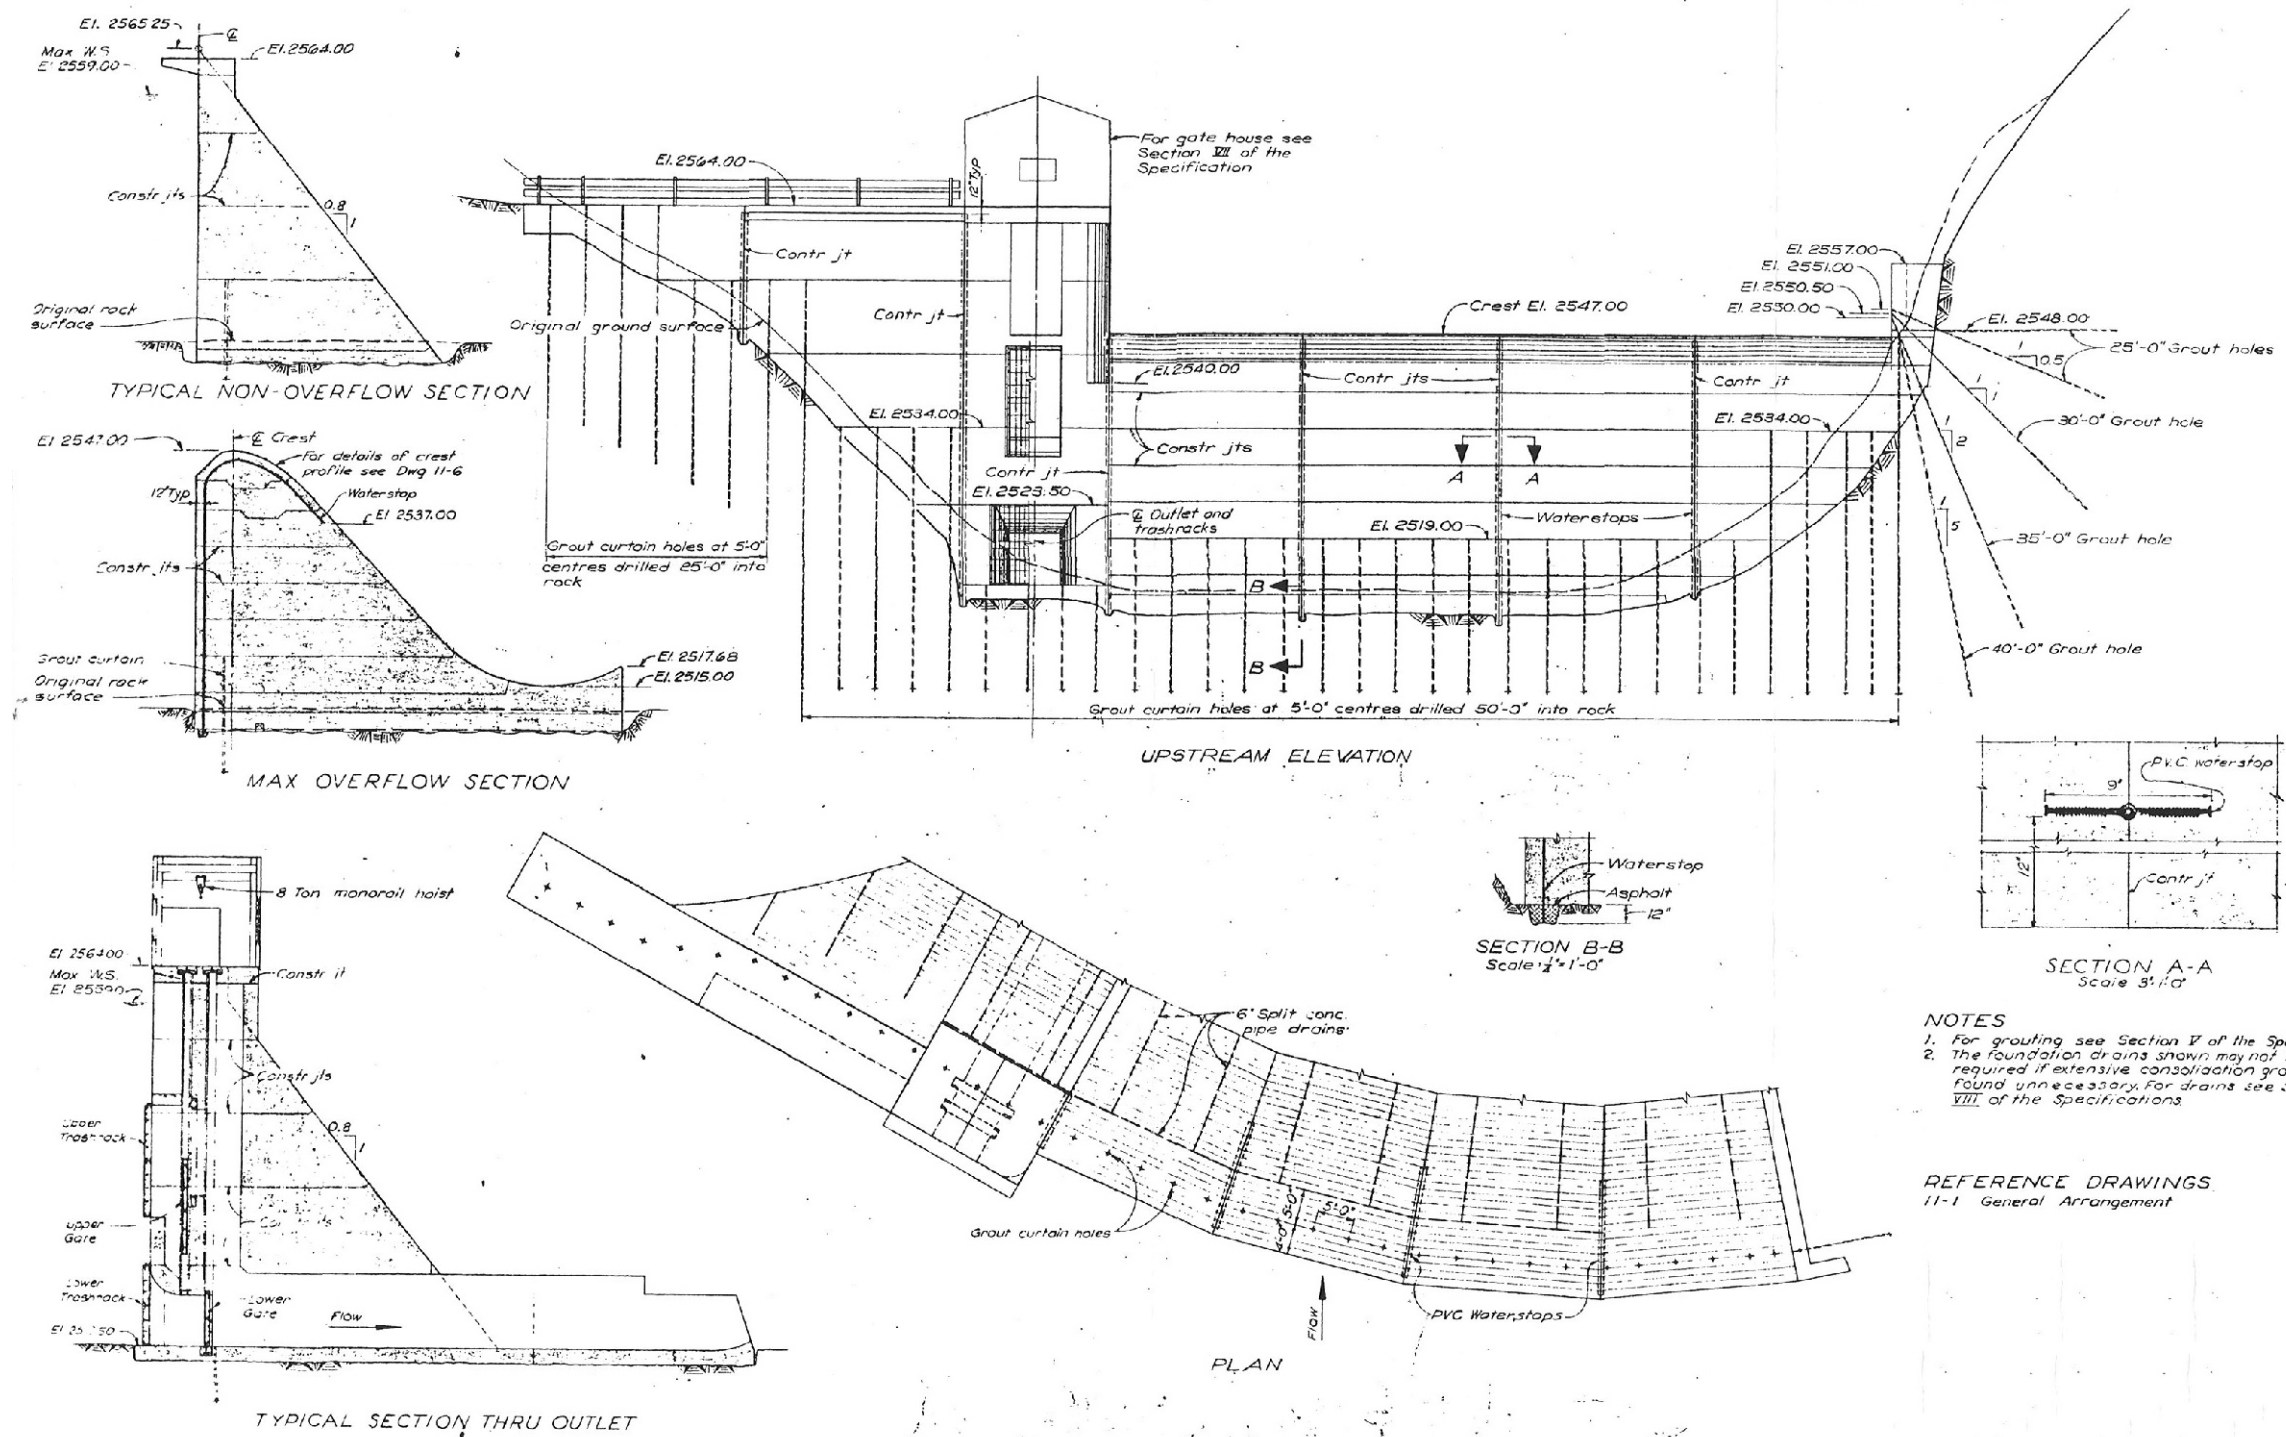 El. 2565.25
℄
Max W.S.
El 2559.00
El. 2564.00
Constr jts
0.8
1
Original rock
surface
TYPICAL NON-OVERFLOW SECTION
El 2547.00
℄ Crest
For details of crest
profile see Dwg 11-6
12" Typ
Waterstop
El 2537.00
Constr jts
Grout curtain
Original rock
surface
El. 2517.68
El. 2515.00
MAX OVERFLOW SECTION
El. 2564.00
12" Typ
For gate house see
Section VII of the
Specification
Contr jt
Original ground surface
Contr jt
El. 2534.00
Contr jt
El. 2523.50
℄ Outlet and
trashracks
Grout curtain holes at 5'-0"
centres drilled 25'-0" into
rock
El. 2540.00
Crest El. 2547.00
Contr jts
Contr jt
Constr jts
A
A
El. 2534.00
El. 2519.00
Waterstops
B
B
Grout curtain holes at 5'-0" centres drilled 50'-0" into rock
UPSTREAM ELEVATION
El. 2557.00
El. 2551.00
El. 2550.50
El. 2550.00
El. 2548.00
25'-0" Grout holes
1
0.5
1
1
30'-0" Grout hole
1
2
35'-0" Grout hole
1
5
40'-0" Grout hole
8 Ton monorail hoist
El 2564.00
Max W.S.
Constr jt
Constr jts
0.8
1
Upper
Trashrack
Upper
Gate
Lower
Trashrack
Lower
Gate
Flow
TYPICAL SECTION THRU OUTLET
6" Split conc.
pipe drains
Grout curtain holes
4'-0"
5'-0"
5'-0"
Flow
PVC Waterstops
PLAN
Waterstop
Asphalt
12"
SECTION B-B
Scale: ¼"=1'-0"
P.V.C. waterstop
9"
12"
Contr jt
SECTION A-A
Scale 3"=1'-0"
NOTES
1. For grouting see Section V of the
2. The foundation drains shown may not
required if extensive consolidation
found unnecessary. For drains see
VIII of the Specifications.
REFERENCE DRAWINGS
11-1 General Arrangement